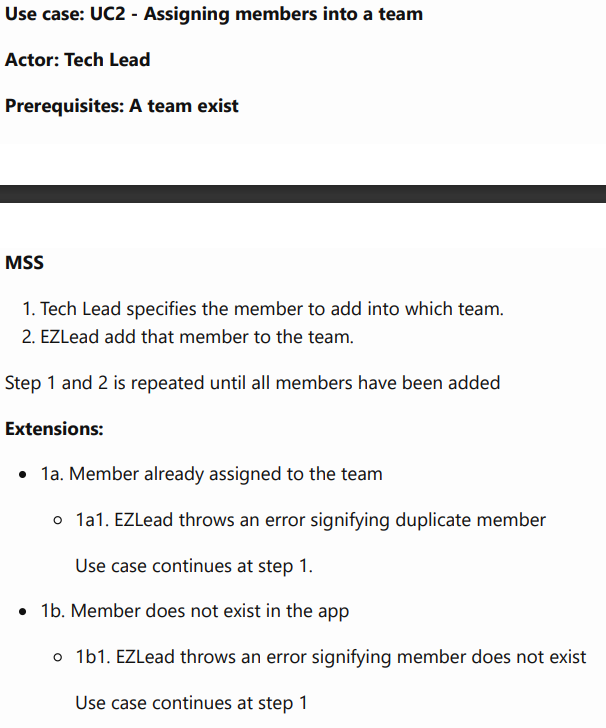 Use case: UC2 - Assigning members into a team
Actor: Tech Lead
Prerequisites: A team exist
MSS
1. Tech Lead specifies the member to add into which team.
2. EZLead add that member to the team.
Step 1 and 2 is repeated until all members have been added
Extensions:
• 1a. Member already assigned to the team
○ 1a1. EZLead throws an error signifying duplicate member
Use case continues at step 1.
• 1b. Member does not exist in the app
○ 1b1. EZLead throws an error signifying member does not exist
Use case continues at step 1